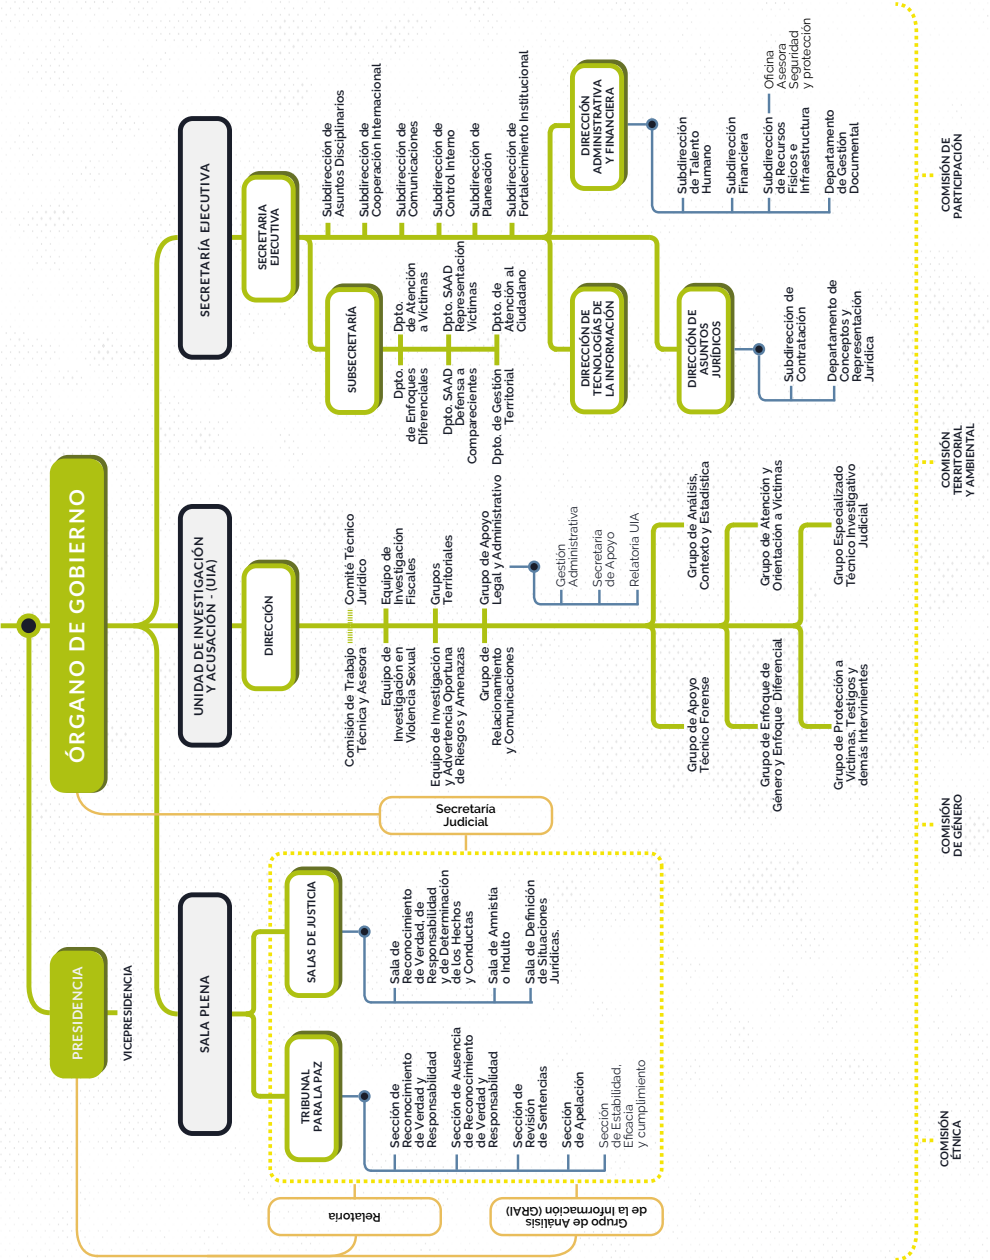 ÓRGANO DE GOBIERNO
PRESIDENCIA
VICEPRESIDENCIA
SALA PLENA
TRIBUNAL
PARA LA PAZ
Sección de
Reconocimiento
de Verdad y
Responsabilidad
Sección de Ausencia
de Reconocimiento
de Verdad y
Responsabilidad
Sección de
Revisión
de Sentencias
Sección
de Apelación
Sección
de Estabilidad,
Eficacia
y cumplimiento
SALAS DE JUSTICIA
Sala de
Reconocimiento
de Verdad, de
Responsabilidad
y de Determinación
de los Hechos
y Conductas
Sala de Amnistía
o Indulto
Sala de Definición
de Situaciones
Jurídicas.
Relatoría
Grupo de Análisis
de la Información (GRAI)
Secretaría
Judicial
UNIDAD DE INVESTIGACIÓN
Y ACUSACIÓN - (UIA)
DIRECCIÓN
Comisión de Trabajo
Técnica y Asesora
Comité Técnico
Jurídico
Equipo de
Investigación en
Violencia Sexual
Equipo de
Investigación
Fiscales
Equipo de Investigación
y Advertencia Oportuna
de Riesgos y Amenazas
Grupos
Territoriales
Grupo de
Relacionamiento
y Comunicaciones
Grupo de Apoyo
Legal y Administrativo
Gestión
Administrativa
Secretaria
de Apoyo
Relatoria UIA
Grupo de Apoyo
Técnico Forense
Grupo de Análisis,
Contexto y Estadística
Grupo de Enfoque de
Género y Enfoque Diferencial
Grupo de Atención y
Orientación a Víctimas
Grupo de Protección a
Víctimas, Testigos y
demás Intervinientes
Grupo Especializado
Técnico Investigativo
Judicial
SECRETARÍA EJECUTIVA
SECRETARIA
EJECUTIVA
Subdirección de
Asuntos Disciplinarios
Subdirección de
Cooperación Internacional
Subdirección de
Comunicaciones
Subdirección de
Control Interno
Subdirección de
Planeación
Subdirección de
Fortalecimiento Institucional
SUBSECRETARÍA
Dpto.
de Enfoques
Diferenciales
Dpto.
de Atención
a Víctimas
Dpto. SAAD
Defensa a
Comparecientes
Dpto. SAAD
Representación
Víctimas
Dpto. de Gestión
Territorial
Dpto. de
Atención al
Ciudadano
DIRECCIÓN DE
TECNOLOGÍAS DE
LA INFORMACIÓN
DIRECCIÓN
ADMINISTRATIVA
Y FINANCIERA
Subdirección
de Talento
Humano
Subdirección
Financiera
Subdirección
de Recursos
Físicos e
Infraestructura
Oficina
Asesora
Seguridad
y protección
Departamento
de Gestión
Documental
DIRECCIÓN DE
ASUNTOS
JURÍDICOS
Subdirección de
Contratación
Departamento de
Conceptos y
Representación
Jurídica
COMISIÓN
ÉTNICA
COMISIÓN
DE GÉNERO
COMISIÓN
TERRITORIAL
Y AMBIENTAL
COMISIÓN DE
PARTICIPACIÓN